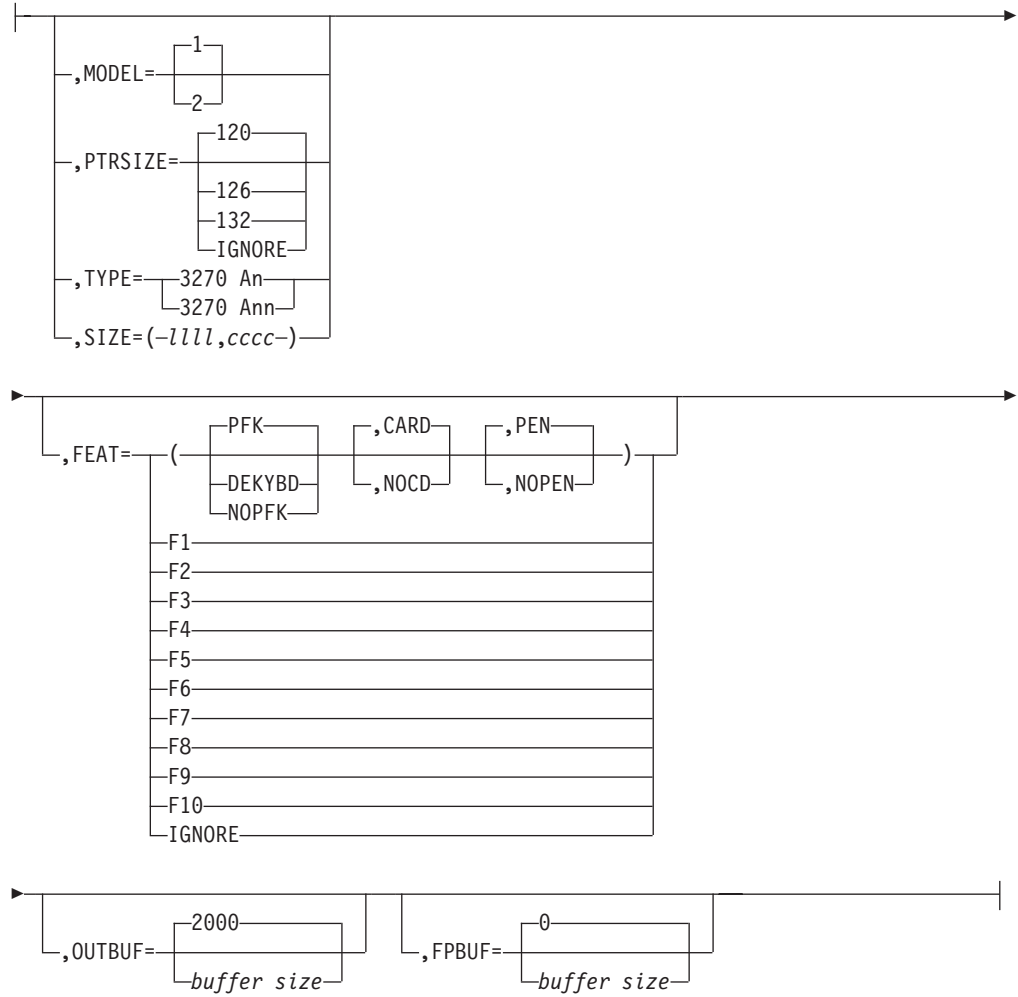 1
,MODEL=
2
120
,PTRSIZE=
126
132
IGNORE
,TYPE= 3270 An
3270 Ann
,SIZE=( llll,cccc )
PFK ,CARD ,PEN
,FEAT= ( )
DEKYBD ,NOCD ,NOPEN
NOPFK
F1
F2
F3
F4
F5
F6
F7
F8
F9
F10
IGNORE
2000 0
,OUTBUF= ,FPBUF=
buffer size buffer size